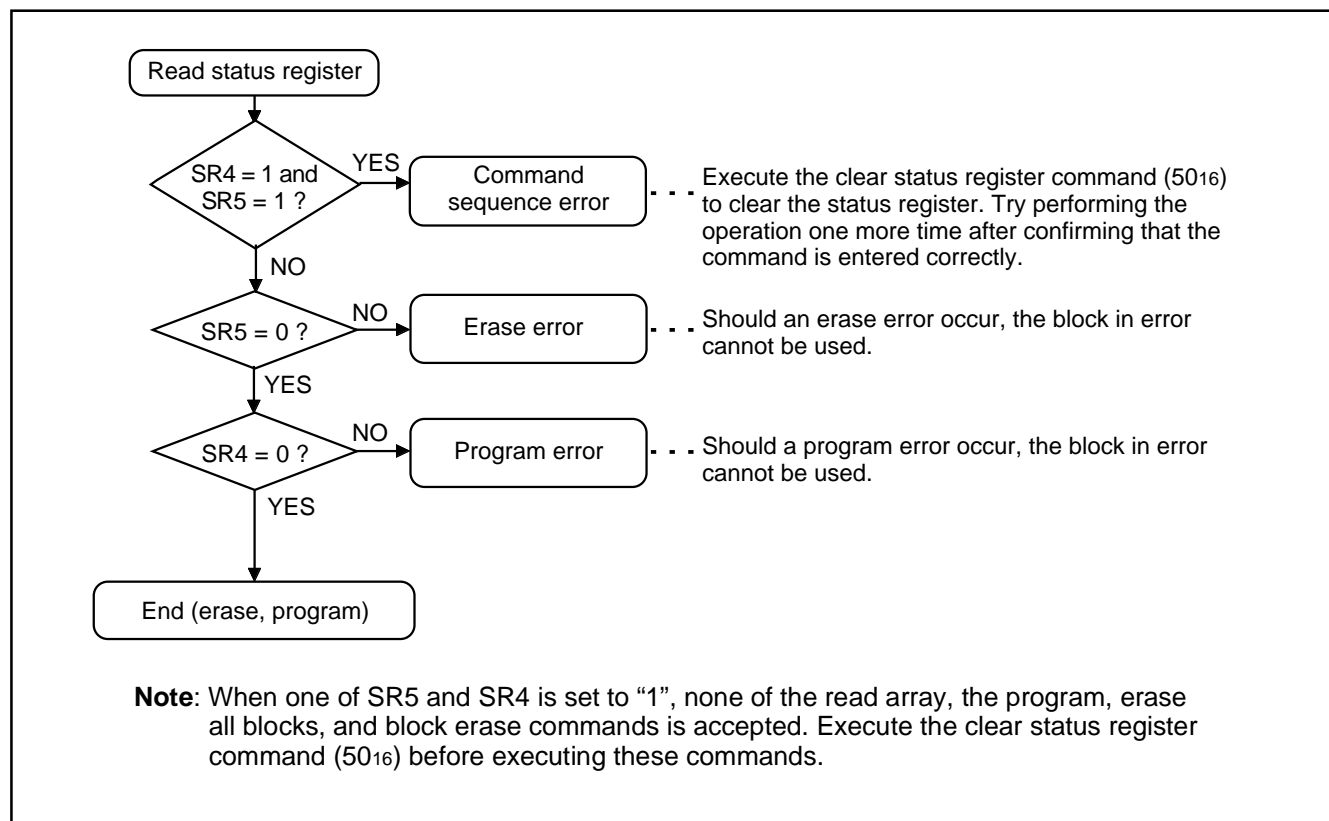 Read status register
SR4 = 1 and
SR5 = 1 ?
YES
Command
sequence error
Execute the clear status register command (5016)
to clear the status register. Try performing the
operation one more time after confirming that the
command is entered correctly.
NO
SR5 = 0 ?
NO
Erase error
Should an erase error occur, the block in error
cannot be used.
YES
SR4 = 0 ?
NO
Program error
Should a program error occur, the block in error
cannot be used.
YES
End (erase, program)
Note: When one of SR5 and SR4 is set to “1”, none of the read array, the program, erase
all blocks, and block erase commands is accepted. Execute the clear status register
command (5016) before executing these commands.